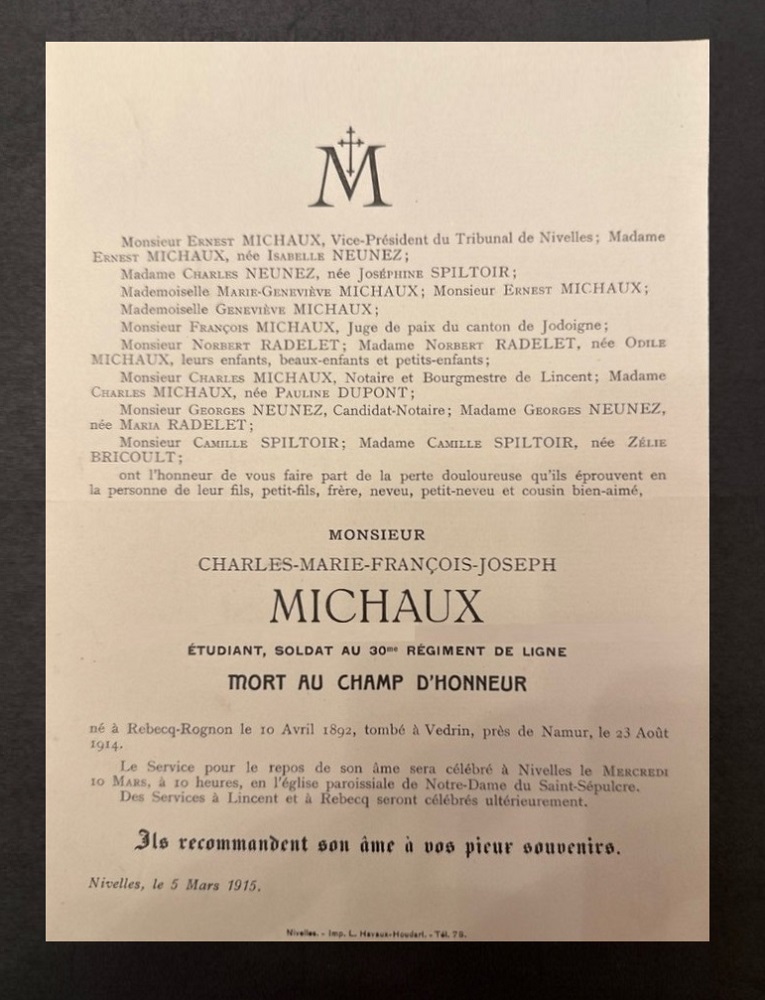 M
Monsieur ERNEST MICHAUX, Vice-Président du Tribunal de Nivelles; Madame
ERNEST MICHAUX, née ISABELLE NEUNEZ;
Madame CHARLES NEUNEZ, née JOSÉPHINE SPILTOIR;
Mademoiselle MARIE-GENEVIÈVE MICHAUX; Monsieur ERNEST MICHAUX;
Mademoiselle GENEVIÈVE MICHAUX;
Monsieur FRANÇOIS MICHAUX, Juge de paix du canton de Jodoigne;
Monsieur NORBERT RADELET; Madame NORBERT RADELET, née ODILE
MICHAUX, leurs enfants, beaux-enfants et petits-enfants;
Monsieur CHARLES MICHAUX, Notaire et Bourgmestre de Lincent; Madame
CHARLES MICHAUX, née PAULINE DUPONT;
Monsieur GEORGES NEUNEZ, Candidat-Notaire; Madame GEORGES NEUNEZ,
née MARIA RADELET;
Monsieur CAMILLE SPILTOIR; Madame CAMILLE SPILTOIR, née ZÉLIE
BRICOULT;
ont l'honneur de vous faire part de la perte douloureuse qu'ils éprouvent en
la personne de leur fils, petit-fils, frère, neveu, petit-neveu et cousin bien-aimé,
MONSIEUR
CHARLES-MARIE-FRANÇOIS-JOSEPH
MICHAUX
ÉTUDIANT, SOLDAT AU 30me RÉGIMENT DE LIGNE
MORT AU CHAMP D'HONNEUR
né à Rebecq-Rognon le 10 Avril 1892, tombé à Vedrin, près de Namur, le 23 Août
1914.
Le Service pour le repos de son âme sera célébré à Nivelles le MERCREDI
10 MARS, à 10 heures, en l'église paroissiale de Notre-Dame du Saint-Sépulcre.
Des Services à Lincent et à Rebecq seront célébrés ultérieurement.
Ils recommandent son âme à vos pieux souvenirs.
Nivelles, le 5 Mars 1915.
Nivelles. - Imp. L. Havaux-Houdart. - Tél. 78.